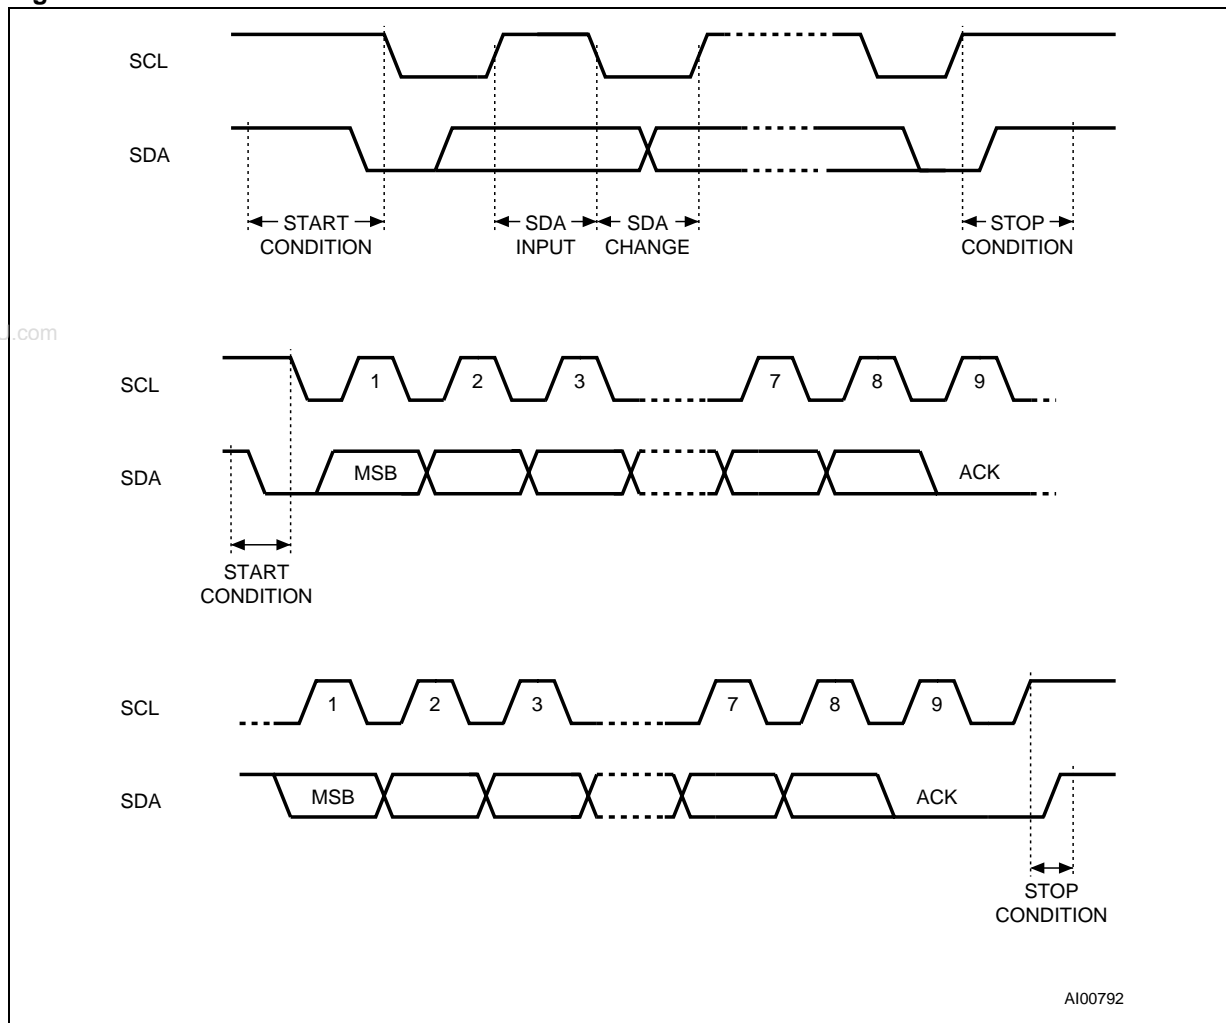 SCL
SDA
START
CONDITION
SDA
INPUT
SDA
CHANGE
STOP
CONDITION
.com
SCL
1 2 3 7 8 9
SDA
MSB
ACK
START
CONDITION
SCL
1 2 3 7 8 9
SDA
MSB
ACK
STOP
CONDITION
AI00792